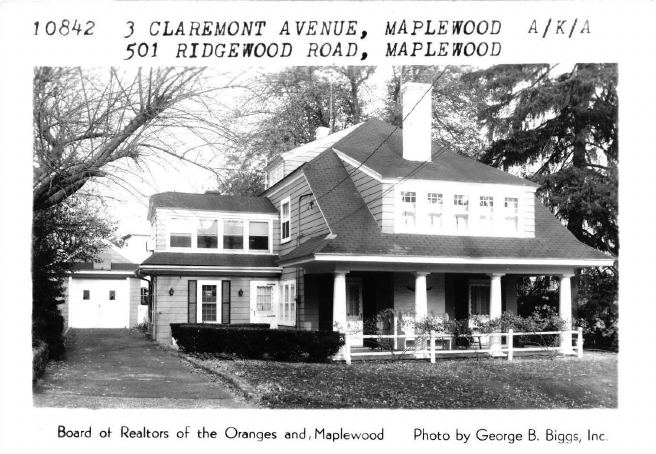 10842 3 CLAREMONT AVENUE, MAPLEWOOD A/K/A
501 RIDGEWOOD ROAD, MAPLEWOOD
Board of Realtors of the Oranges and, Maplewood Photo by George B. Biggs, Inc.